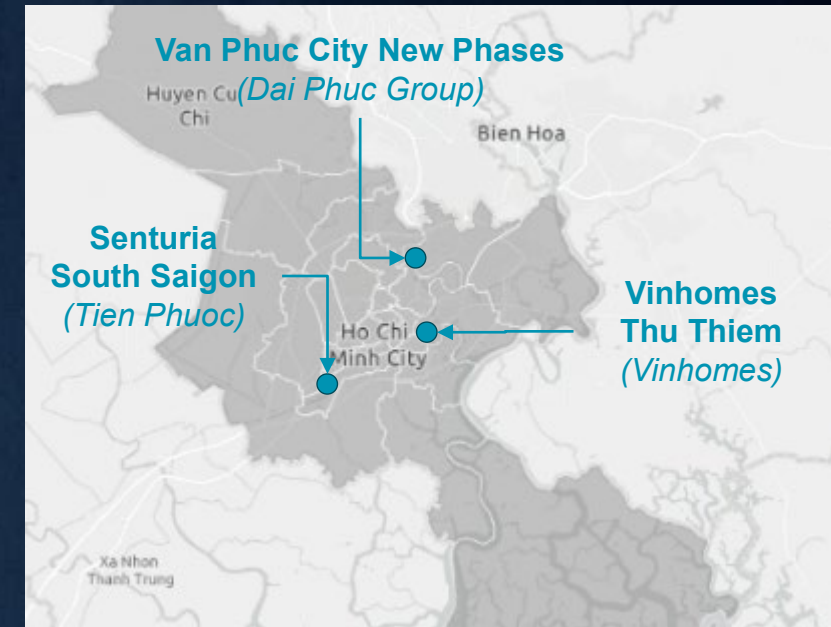 Van Phuc City New Phases
(Dai Phuc Group)
Huyen Cu
Chi
Bien Hoa
Senturia
South Saigon
(Tien Phuoc)
Vinhomes
Thu Thiem
(Vinhomes)
Ho Chi
Minh City
Xa Nhon
Thanh Trung